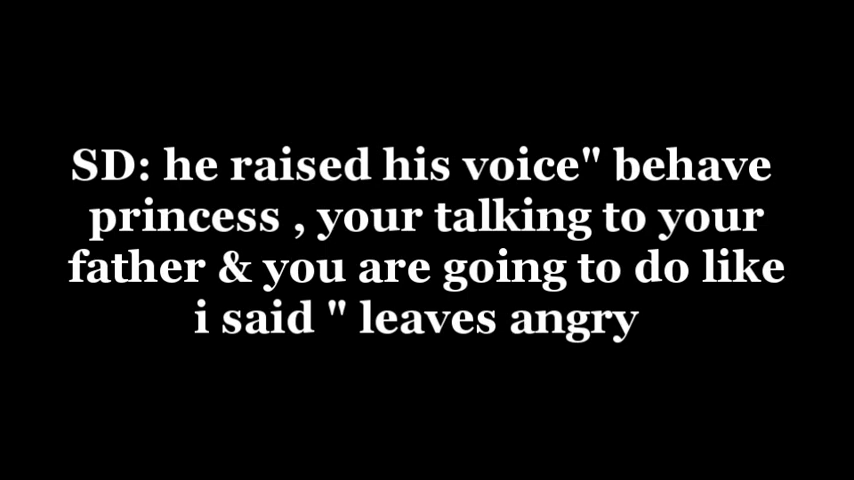 SD: he raised his voice" behave
princess , your talking to your
father & you are going to do like
i said " leaves angry